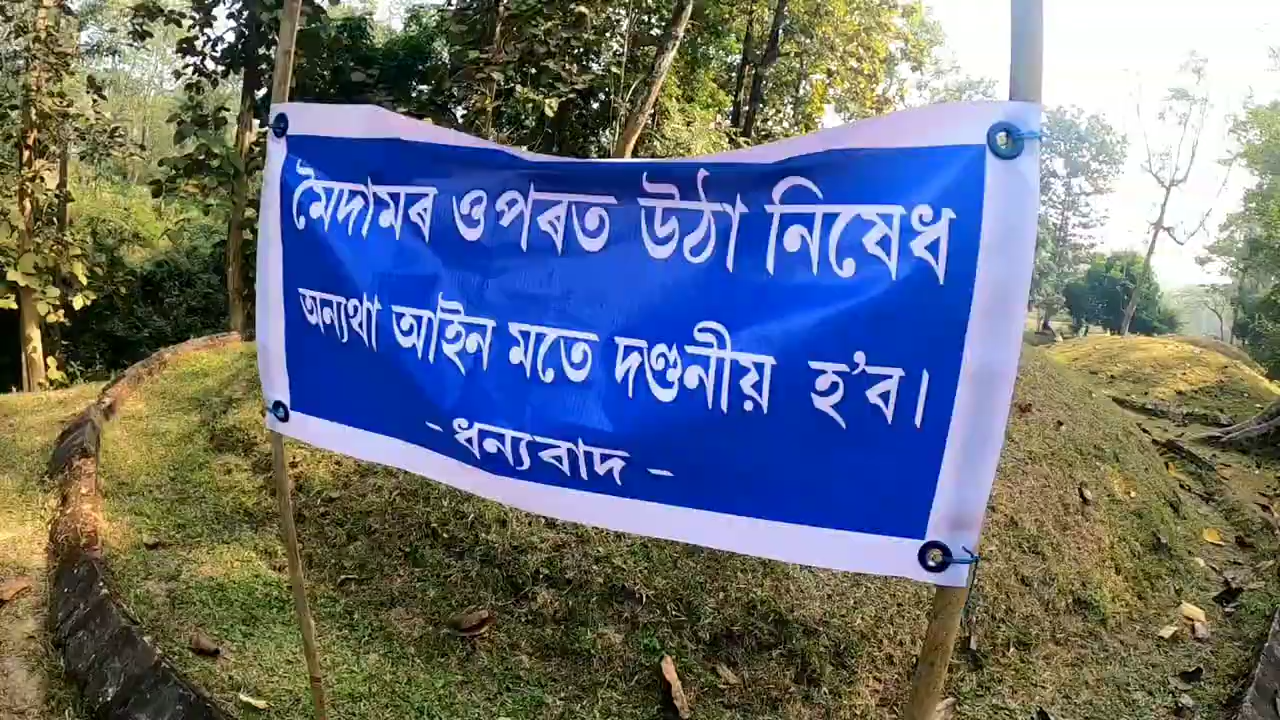 মৈদামৰ ওপৰত উঠা নিষেধ
অন্যথা আইন মতে দণ্ডনীয় হ'ব।
- ধন্যবাদ -